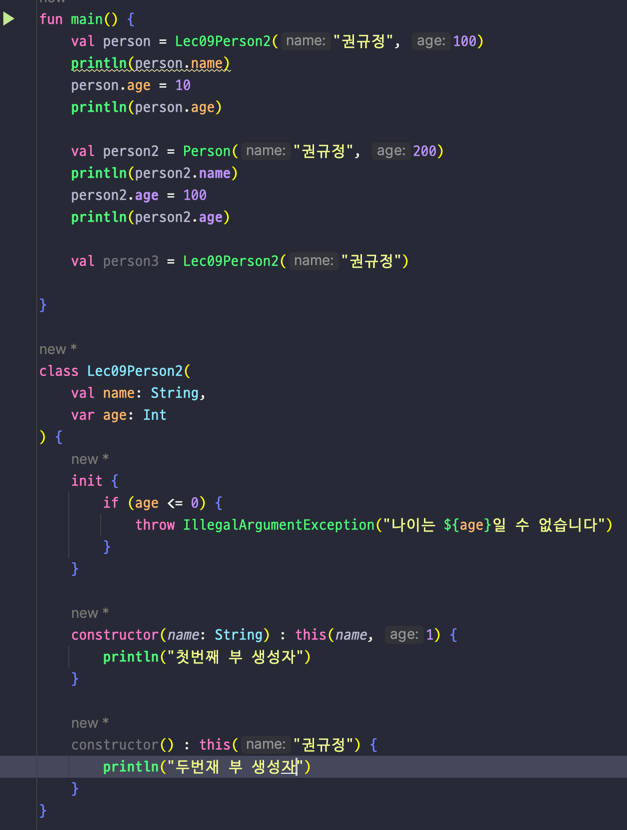 new *
fun main() {
val person = Lec09Person2( name: "권규정", age: 100)
println(person.name)
person.age = 10
println(person.age)
val person2 = Person( name: "권규정", age: 200)
println(person2.name)
person2.age = 100
println(person2.age)
val person3 = Lec09Person2( name: "권규정")
}
new *
class Lec09Person2(
val name: String,
var age: Int
) {
new *
init {
if (age <= 0) {
throw IllegalArgumentException("나이는 ${age}일 수 없습니다")
}
}
new *
constructor(name: String) : this(name, age: 1) {
println("첫번째 부 생성자")
}
new *
constructor() : this( name: "권규정") {
println("두번재 부 생성자")
}
}